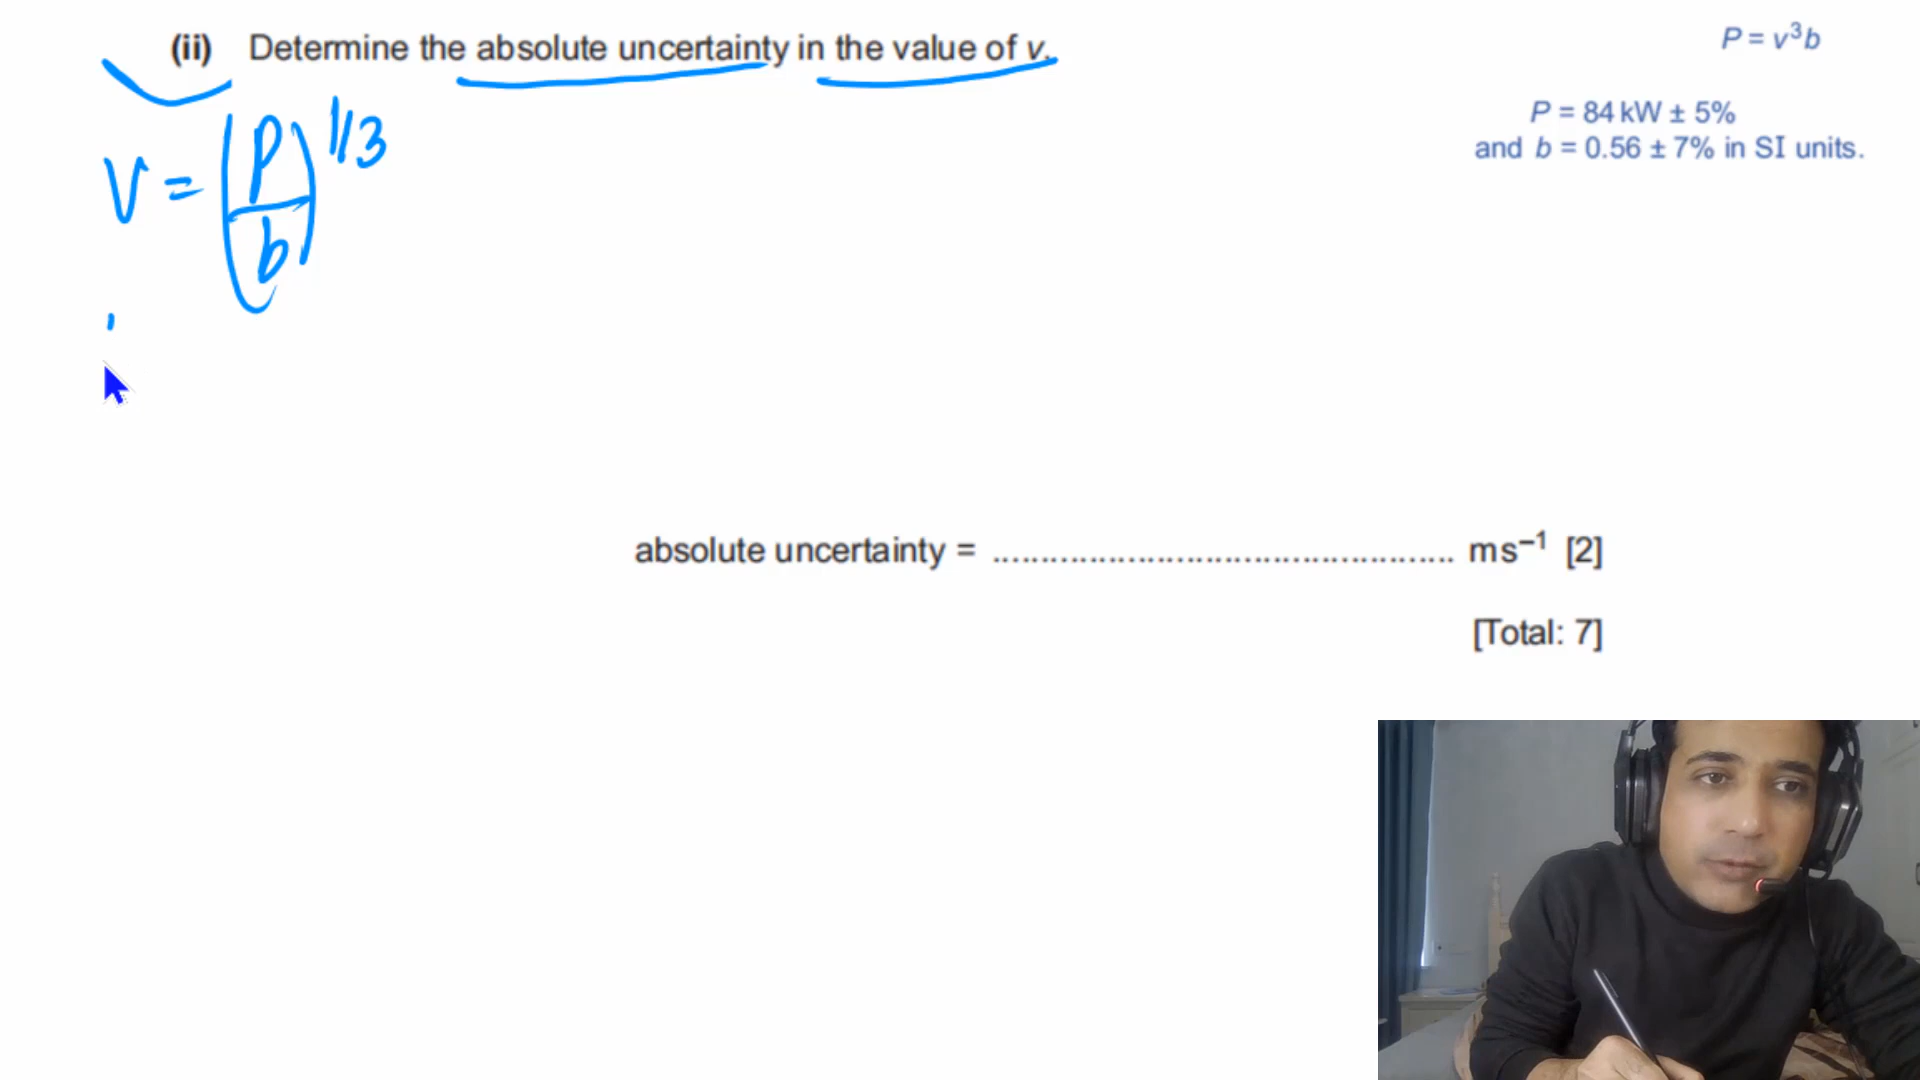 (ii) Determine the absolute uncertainty in the value of v.
P = v³b
P = 84 kW ± 5%
and b = 0.56 ± 7% in SI units.
V = (P/b)^1/3
absolute uncertainty = .............................................. m s⁻¹ [2]
[Total: 7]